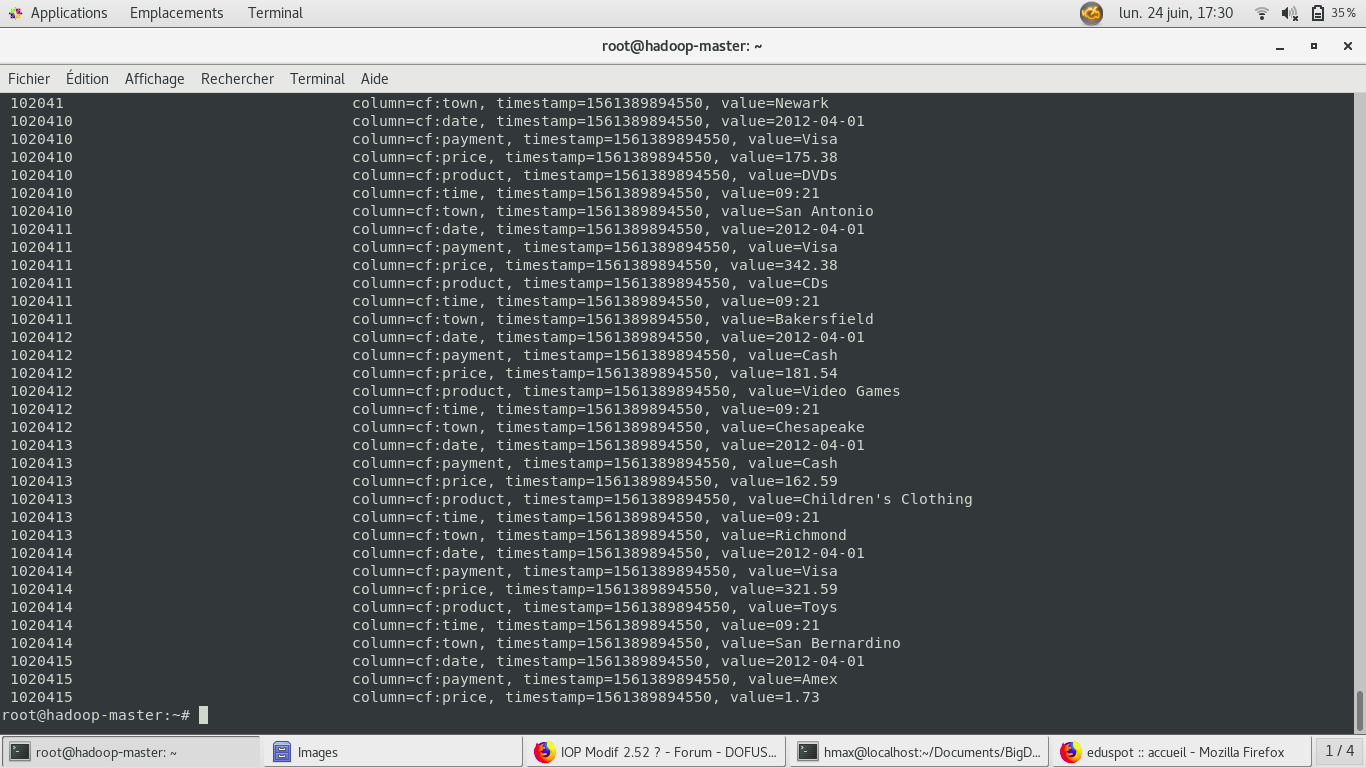 Applications Emplacements Terminal lun. 24 juin, 17:30 35 %
root@hadoop-master: ~
Fichier Édition Affichage Rechercher Terminal Aide
102041 column=cf:town, timestamp=1561389894550, value=Newark
1020410 column=cf:date, timestamp=1561389894550, value=2012-04-01
1020410 column=cf:payment, timestamp=1561389894550, value=Visa
1020410 column=cf:price, timestamp=1561389894550, value=175.38
1020410 column=cf:product, timestamp=1561389894550, value=DVDs
1020410 column=cf:time, timestamp=1561389894550, value=09:21
1020410 column=cf:town, timestamp=1561389894550, value=San Antonio
1020411 column=cf:date, timestamp=1561389894550, value=2012-04-01
1020411 column=cf:payment, timestamp=1561389894550, value=Visa
1020411 column=cf:price, timestamp=1561389894550, value=342.38
1020411 column=cf:product, timestamp=1561389894550, value=CDs
1020411 column=cf:time, timestamp=1561389894550, value=09:21
1020411 column=cf:town, timestamp=1561389894550, value=Bakersfield
1020412 column=cf:date, timestamp=1561389894550, value=2012-04-01
1020412 column=cf:payment, timestamp=1561389894550, value=Cash
1020412 column=cf:price, timestamp=1561389894550, value=181.54
1020412 column=cf:product, timestamp=1561389894550, value=Video Games
1020412 column=cf:time, timestamp=1561389894550, value=09:21
1020412 column=cf:town, timestamp=1561389894550, value=Chesapeake
1020413 column=cf:date, timestamp=1561389894550, value=2012-04-01
1020413 column=cf:payment, timestamp=1561389894550, value=Cash
1020413 column=cf:price, timestamp=1561389894550, value=162.59
1020413 column=cf:product, timestamp=1561389894550, value=Children's Clothing
1020413 column=cf:time, timestamp=1561389894550, value=09:21
1020413 column=cf:town, timestamp=1561389894550, value=Richmond
1020414 column=cf:date, timestamp=1561389894550, value=2012-04-01
1020414 column=cf:payment, timestamp=1561389894550, value=Visa
1020414 column=cf:price, timestamp=1561389894550, value=321.59
1020414 column=cf:product, timestamp=1561389894550, value=Toys
1020414 column=cf:time, timestamp=1561389894550, value=09:21
1020414 column=cf:town, timestamp=1561389894550, value=San Bernardino
1020415 column=cf:date, timestamp=1561389894550, value=2012-04-01
1020415 column=cf:payment, timestamp=1561389894550, value=Amex
1020415 column=cf:price, timestamp=1561389894550, value=1.73
root@hadoop-master:~#
root@hadoop-master: ~ Images IOP Modif 2.52 ? - Forum - DOFUS... hmax@localhost:~/Documents/BigD... eduspot :: accueil - Mozilla Firefox 1 / 4